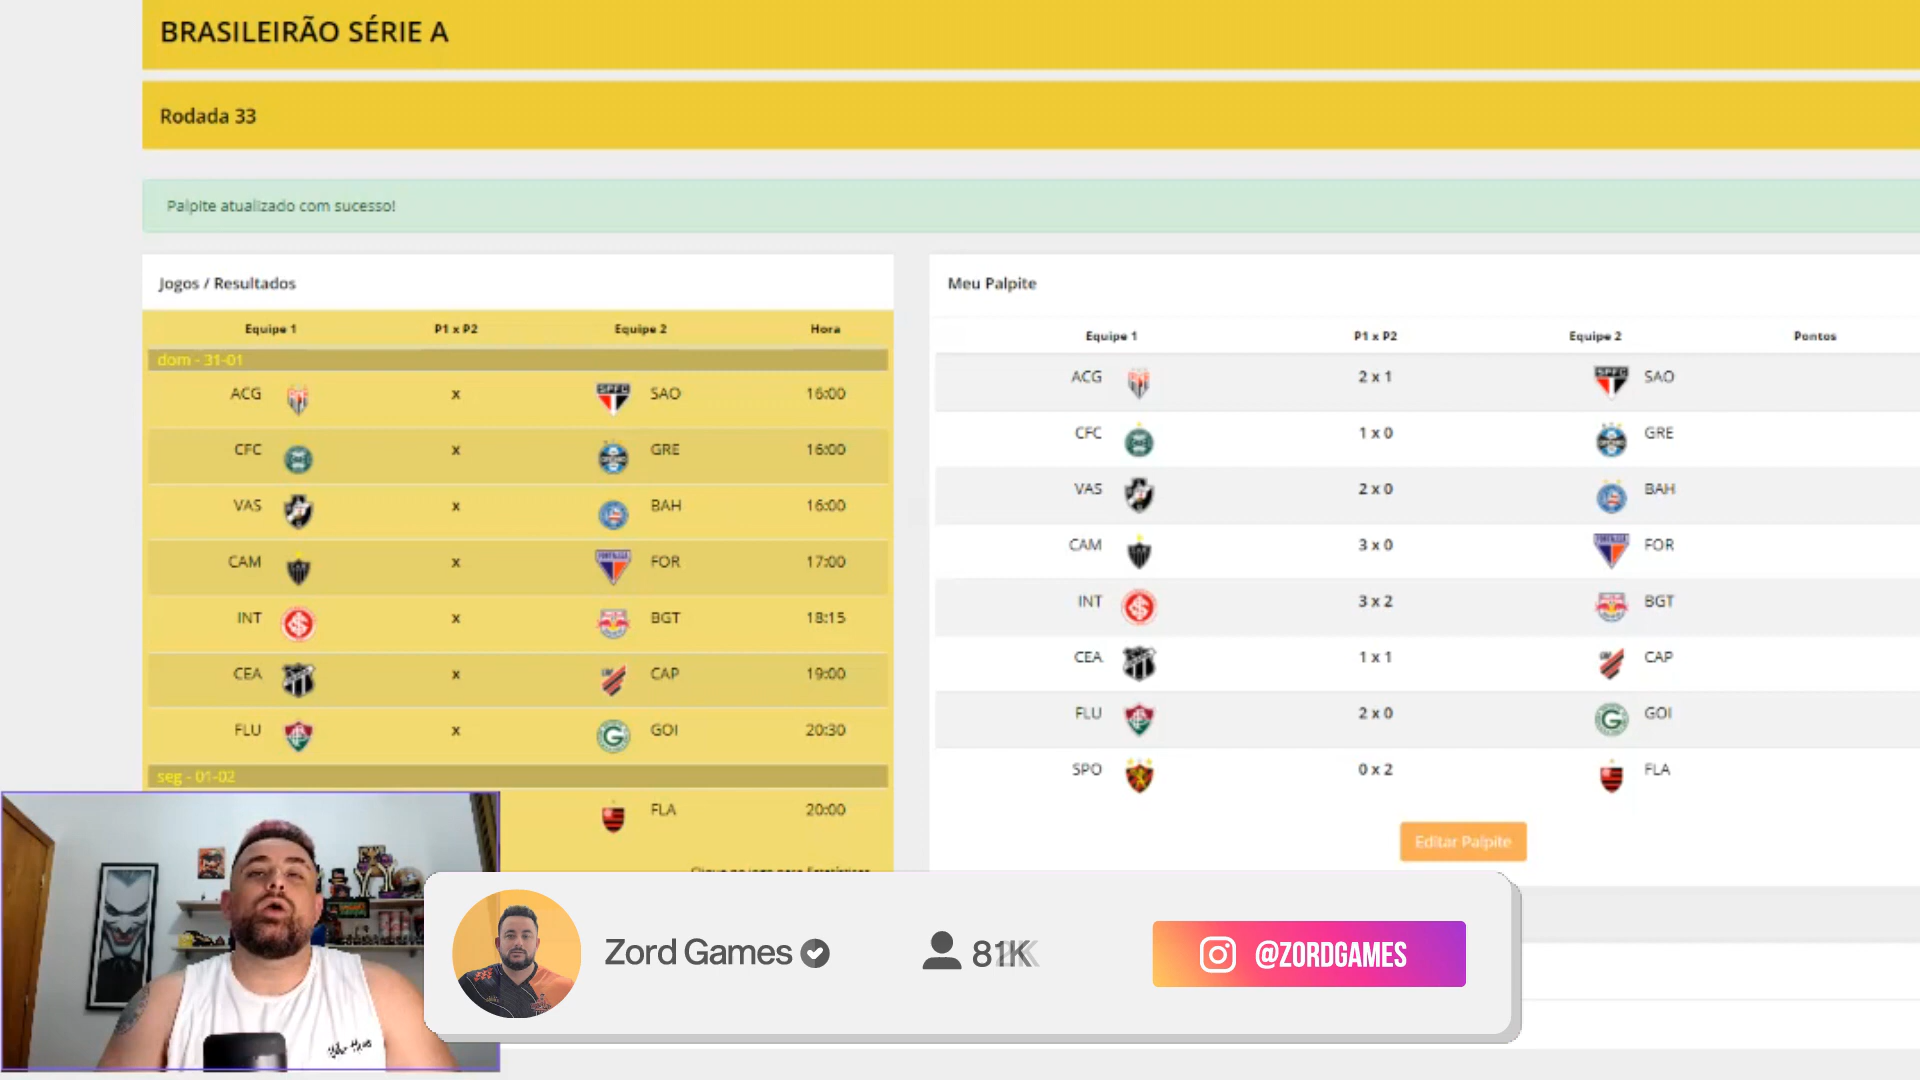 BRASILEIRÃO SÉRIE A
Rodada 33
Palpite atualizado com sucesso!
Jogos / Resultados
Equipe 1 P1 x P2 Equipe 2 Hora
dom - 31-01
ACG x SAO 16:00
CFC x GRE 16:00
VAS x BAH 16:00
CAM x FOR 17:00
INT x BGT 18:15
CEA x CAP 19:00
FLU x GOI 20:30
seg - 01-02
FLA 20:00
Meu Palpite
Equipe 1 P1 x P2 Equipe 2 Pontos
ACG 2 x 1 SAO
CFC 1 x 0 GRE
VAS 2 x 0 BAH
CAM 3 x 0 FOR
INT 3 x 2 BGT
CEA 1 x 1 CAP
FLU 2 x 0 GOI
SPO 0 x 2 FLA
Editar Palpite
Zord Games
@ZORDGAMES